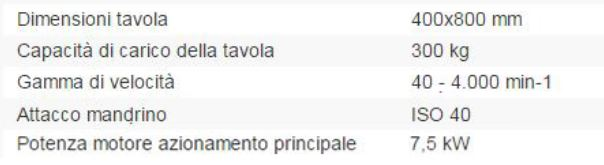 Dimensioni tavola 400x800 mm
Capacità di carico della tavola 300 kg
Gamma di velocità 40 - 4.000 min-1
Attacco mandrino ISO 40
Potenza motore azionamento principale 7,5 kW